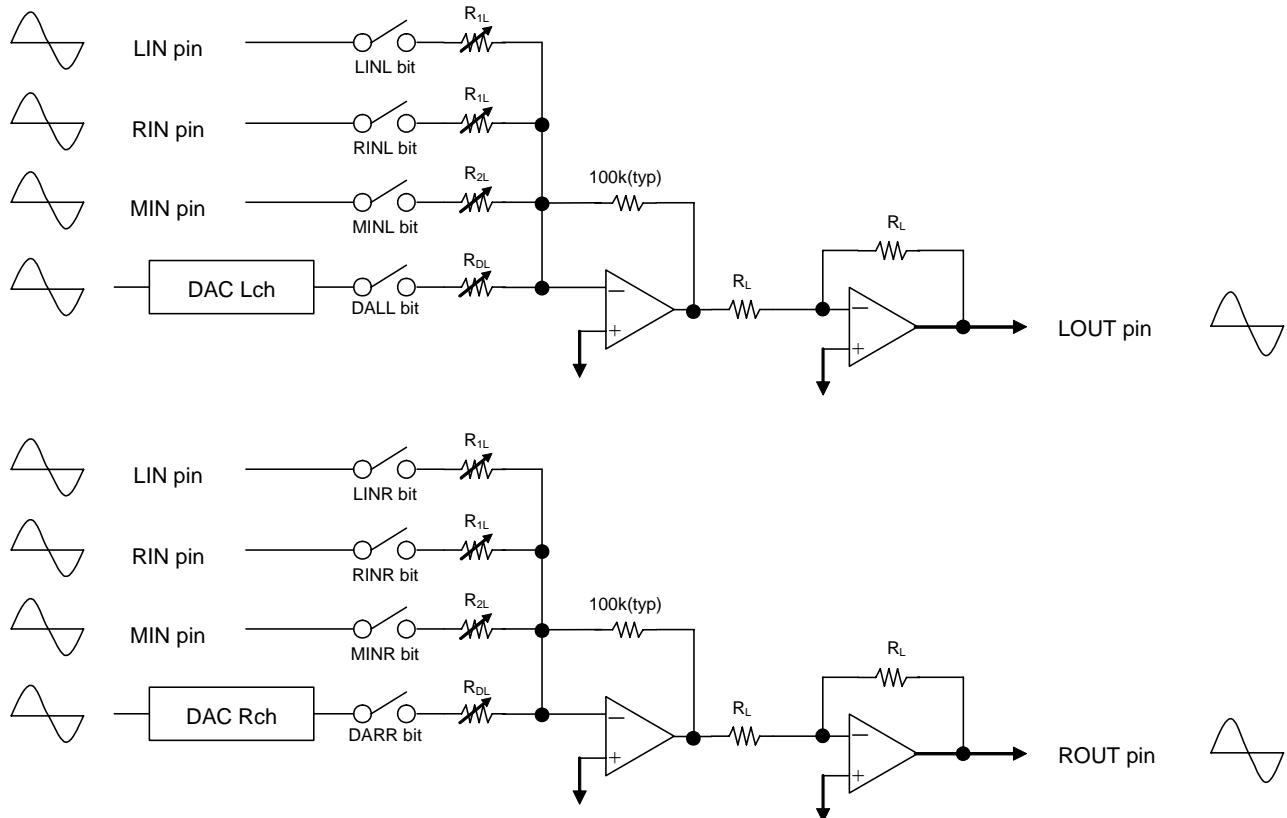 R1L
LIN pin
LINL bit
R1L
RIN pin
RINL bit
R2L
100k(typ)
MIN pin
MINL bit
RL
RDL
DAC Lch
DALL bit
RL
−
+
−
+
LOUT pin
R1L
LIN pin
LINR bit
R1L
RIN pin
RINR bit
R2L
100k(typ)
MIN pin
MINR bit
RL
RDL
DAC Rch
DARR bit
RL
−
+
−
+
ROUT pin